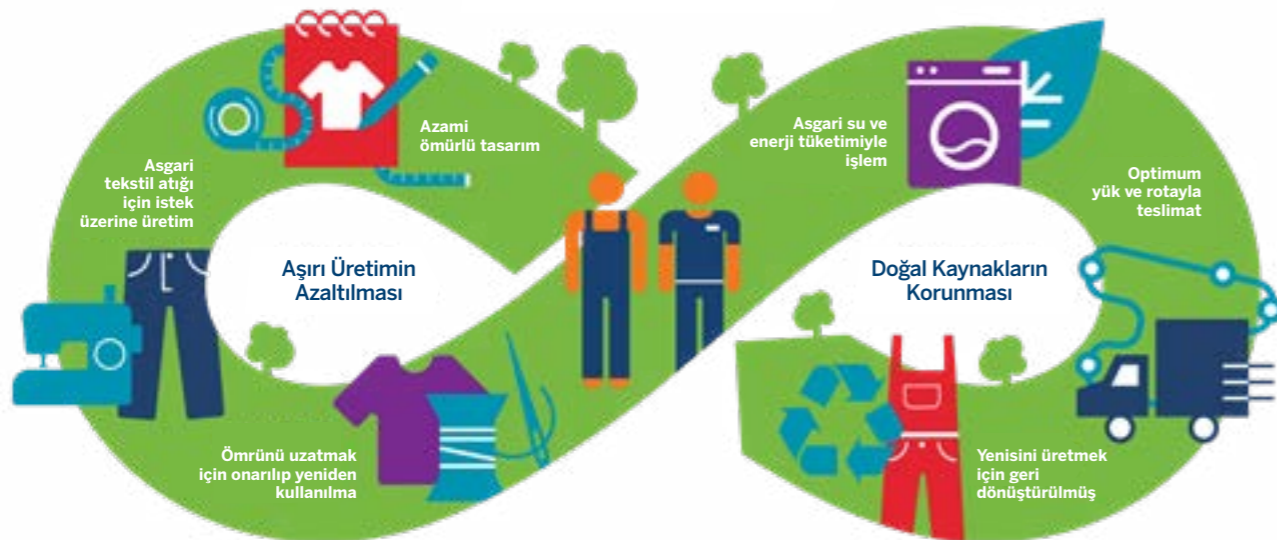 Azami
ömürlü tasarım
Asgari
tekstil atığı
için istek
üzerine üretim
Aşırı Üretimin
Azaltılması
Ömrünü uzatmak
için onarılıp yeniden
kullanılma
Asgari su ve
enerji tüketimiyle
işlem
Optimum
yük ve rotayla
teslimat
Doğal Kaynakların
Korunması
Yenisini üretmek
için geri
dönüştürülmüş